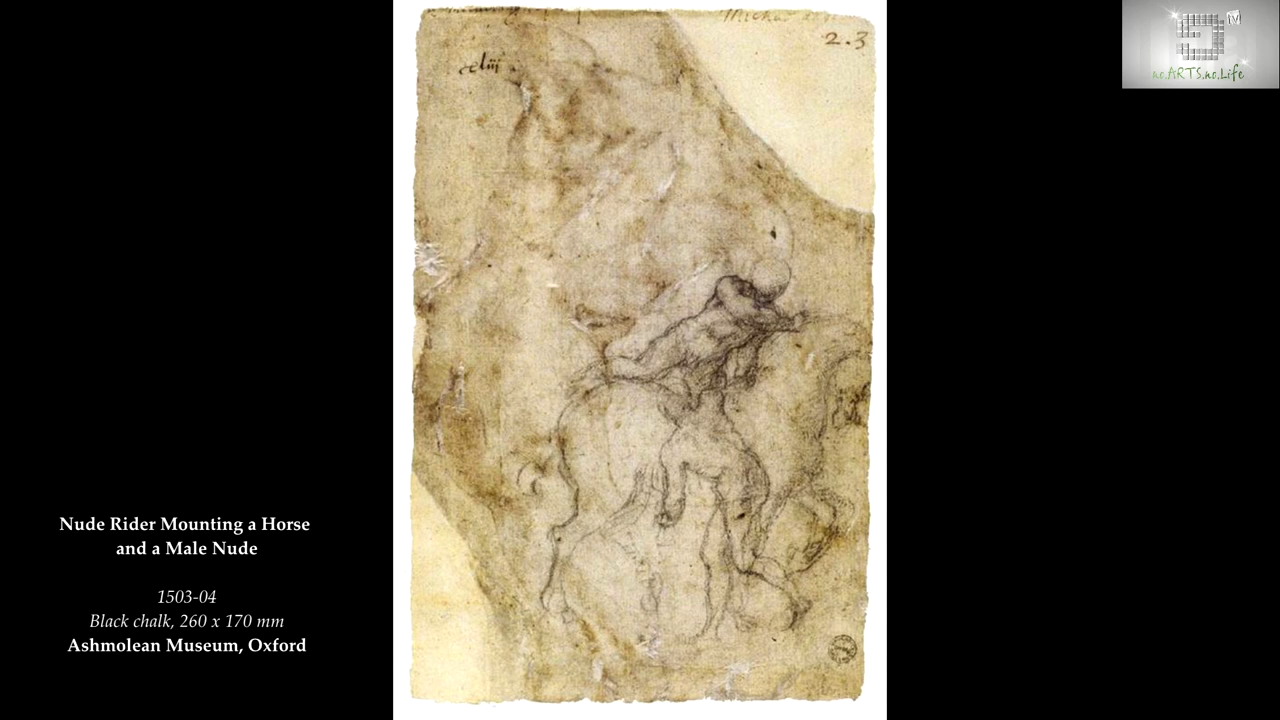 2.3
no.ARTS.no.Life
Nude Rider Mounting a Horse
and a Male Nude
1503-04
Black chalk, 260 x 170 mm
Ashmolean Museum, Oxford